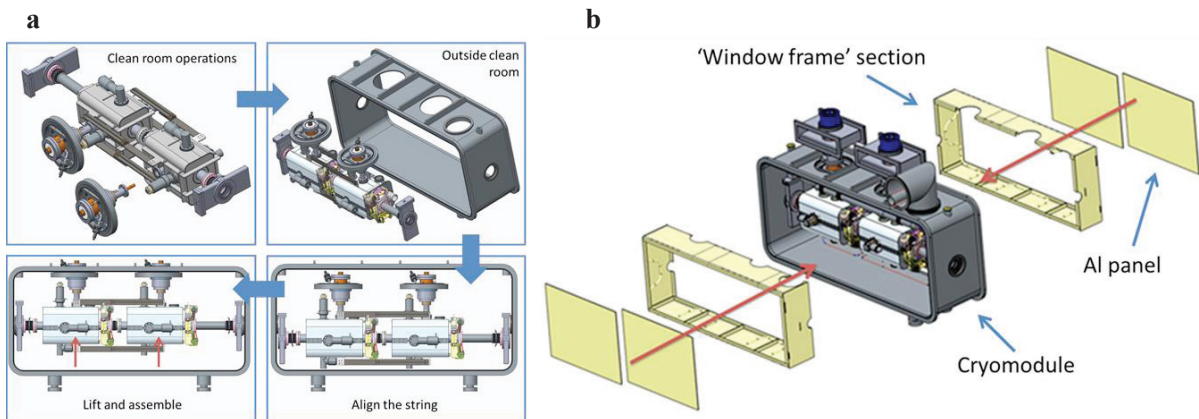 a
Clean room operations
Outside clean
room
Lift and assemble
Align the string
b
'Window frame' section
Al panel
Cryomodule